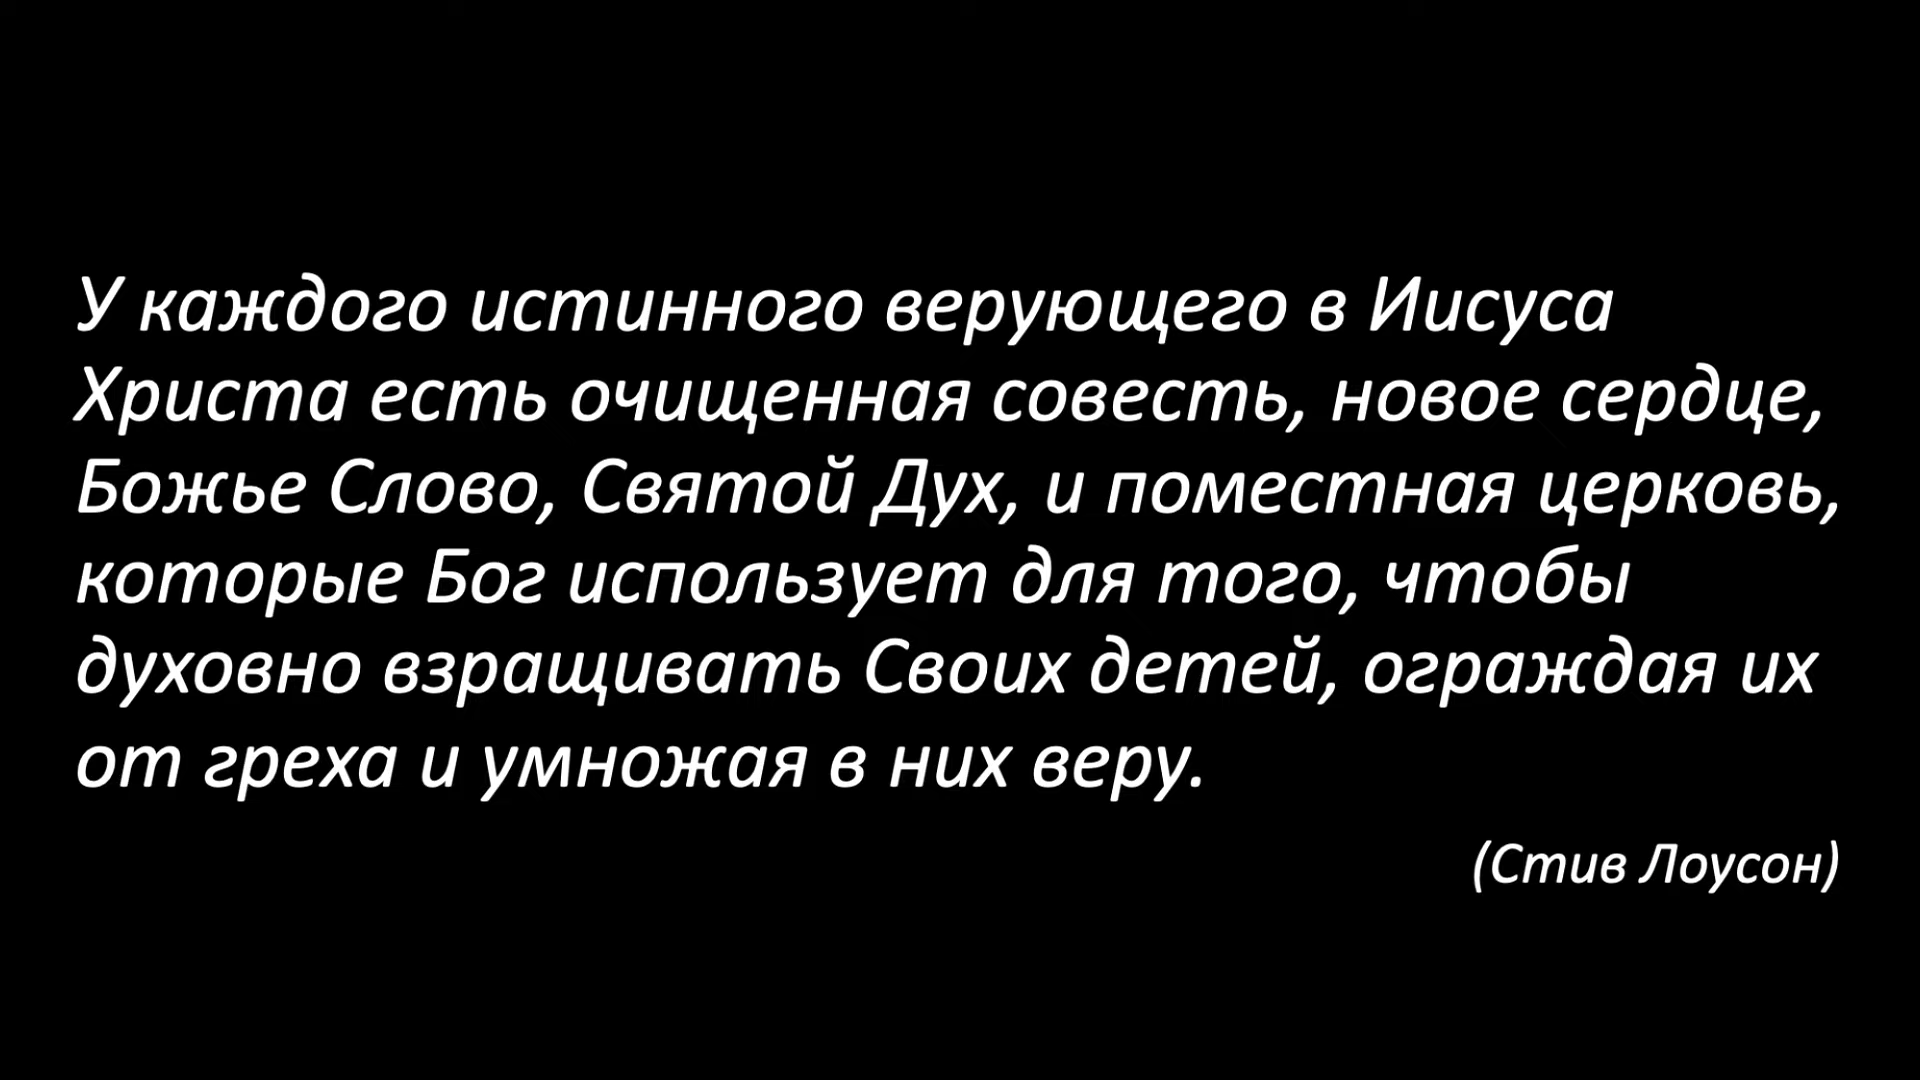 У каждого истинного верующего в Иисуса
Христа есть очищенная совесть, новое сердце,
Божье Слово, Святой Дух, и поместная церковь,
которые Бог использует для того, чтобы
духовно взращивать Своих детей, ограждая их
от греха и умножая в них веру.
(Стив Лоусон)